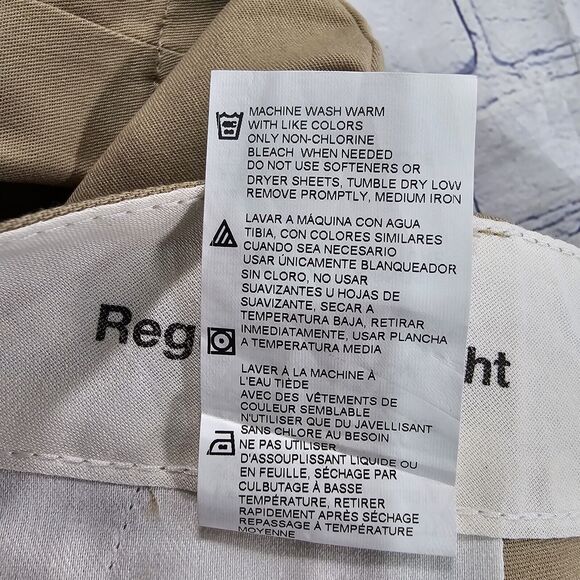 MACHINE WASH WARM
WITH LIKE COLORS
ONLY NON-CHLORINE
BLEACH WHEN NEEDED
DO NOT USE SOFTENERS OR
DRYER SHEETS, TUMBLE DRY LOW
REMOVE PROMPTLY, MEDIUM IRON
LAVAR A MÁQUINA CON AGUA
TIBIA, CON COLORES SIMILARES
CUANDO SEA NECESARIO
USAR ÚNICAMENTE BLANQUEADOR
SIN CLORO, NO USAR
SUAVIZANTES U HOJAS DE
SUAVIZANTE, SECAR A
TEMPERATURA BAJA, RETIRAR
INMEDIATAMENTE, USAR PLANCHA
A TEMPERATURA MEDIA
LAVER À LA MACHINE À
L'EAU TIÈDE
AVEC DES VÊTEMENTS DE
COULEUR SEMBLABLE
N'UTILISER QUE DU JAVELLISANT
SANS CHLORE AU BESOIN
NE PAS UTILISER
D'ASSOUPLISSANT LIQUIDE OU
EN FEUILLE, SÉCHAGE PAR
CULBUTAGE À BASSE
TEMPÉRATURE, RETIRER
RAPIDEMENT APRÈS SÉCHAGE
REPASSAGE À TEMPÉRATURE
MOYENNE
Reg ht